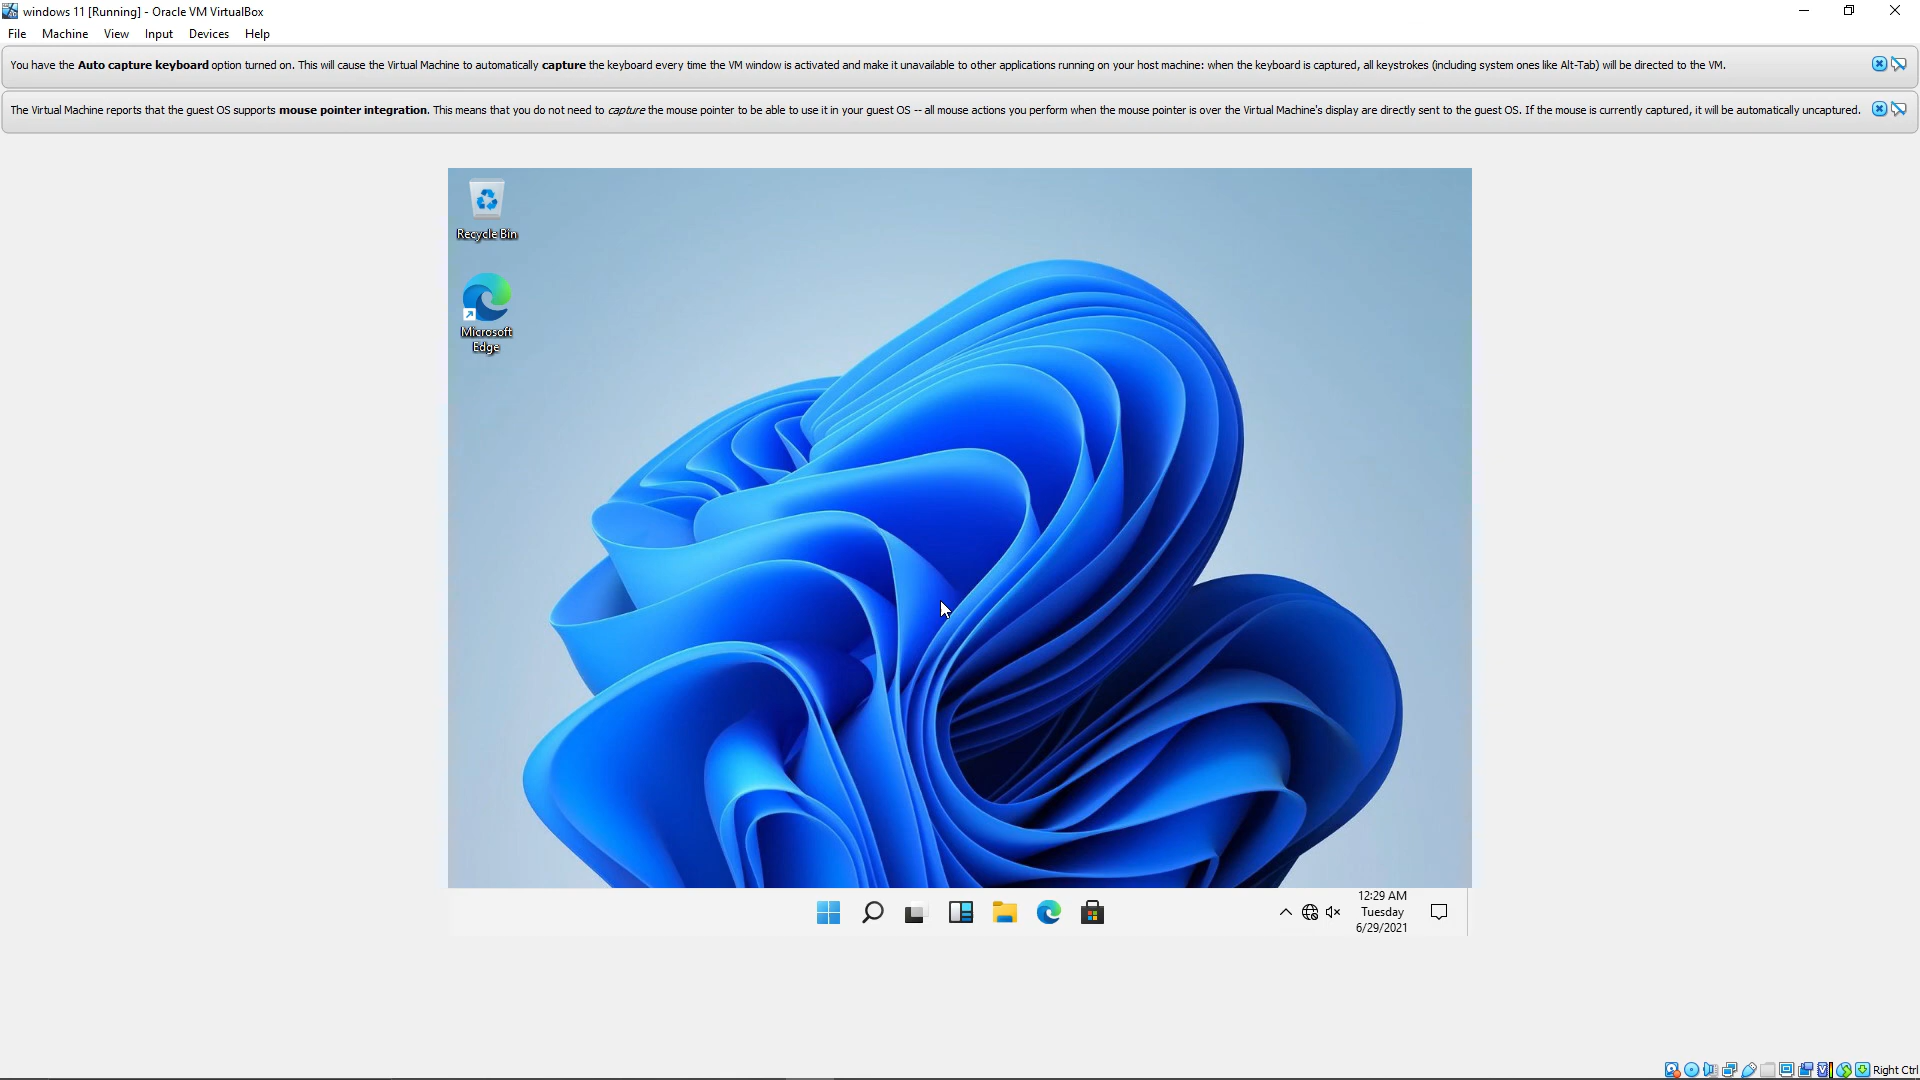 windows 11 [Running] - Oracle VM VirtualBox
File Machine View Input Devices Help
You have the Auto capture keyboard option turned on. This will cause the Virtual Machine to automatically capture the keyboard every time the VM window is activated and make it unavailable to other applications running on your host machine: when the keyboard is captured, all keystrokes (including system ones like Alt-Tab) will be directed to the VM.
The Virtual Machine reports that the guest OS supports mouse pointer integration. This means that you do not need to capture the mouse pointer to be able to use it in your guest OS -- all mouse actions you perform when the mouse pointer is over the Virtual Machine's display are directly sent to the guest OS. If the mouse is currently captured, it will be automatically uncaptured.
Recycle Bin
Microsoft
Edge
12:29 AM
Tuesday
6/29/2021
Right Ctrl